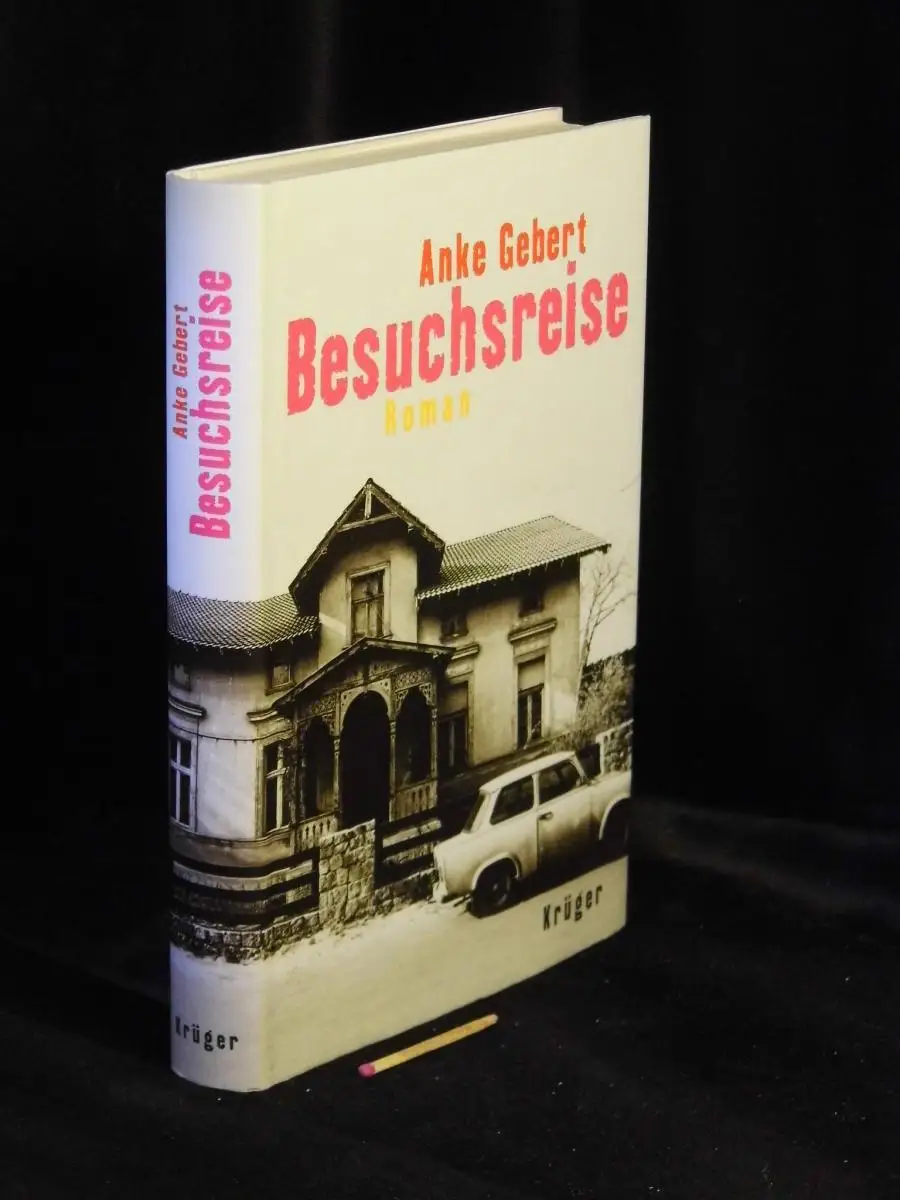 Anke Gebert
Besuchsreise
Roman
Krüger
Anke Gebert
Besuchsreise
Krüger